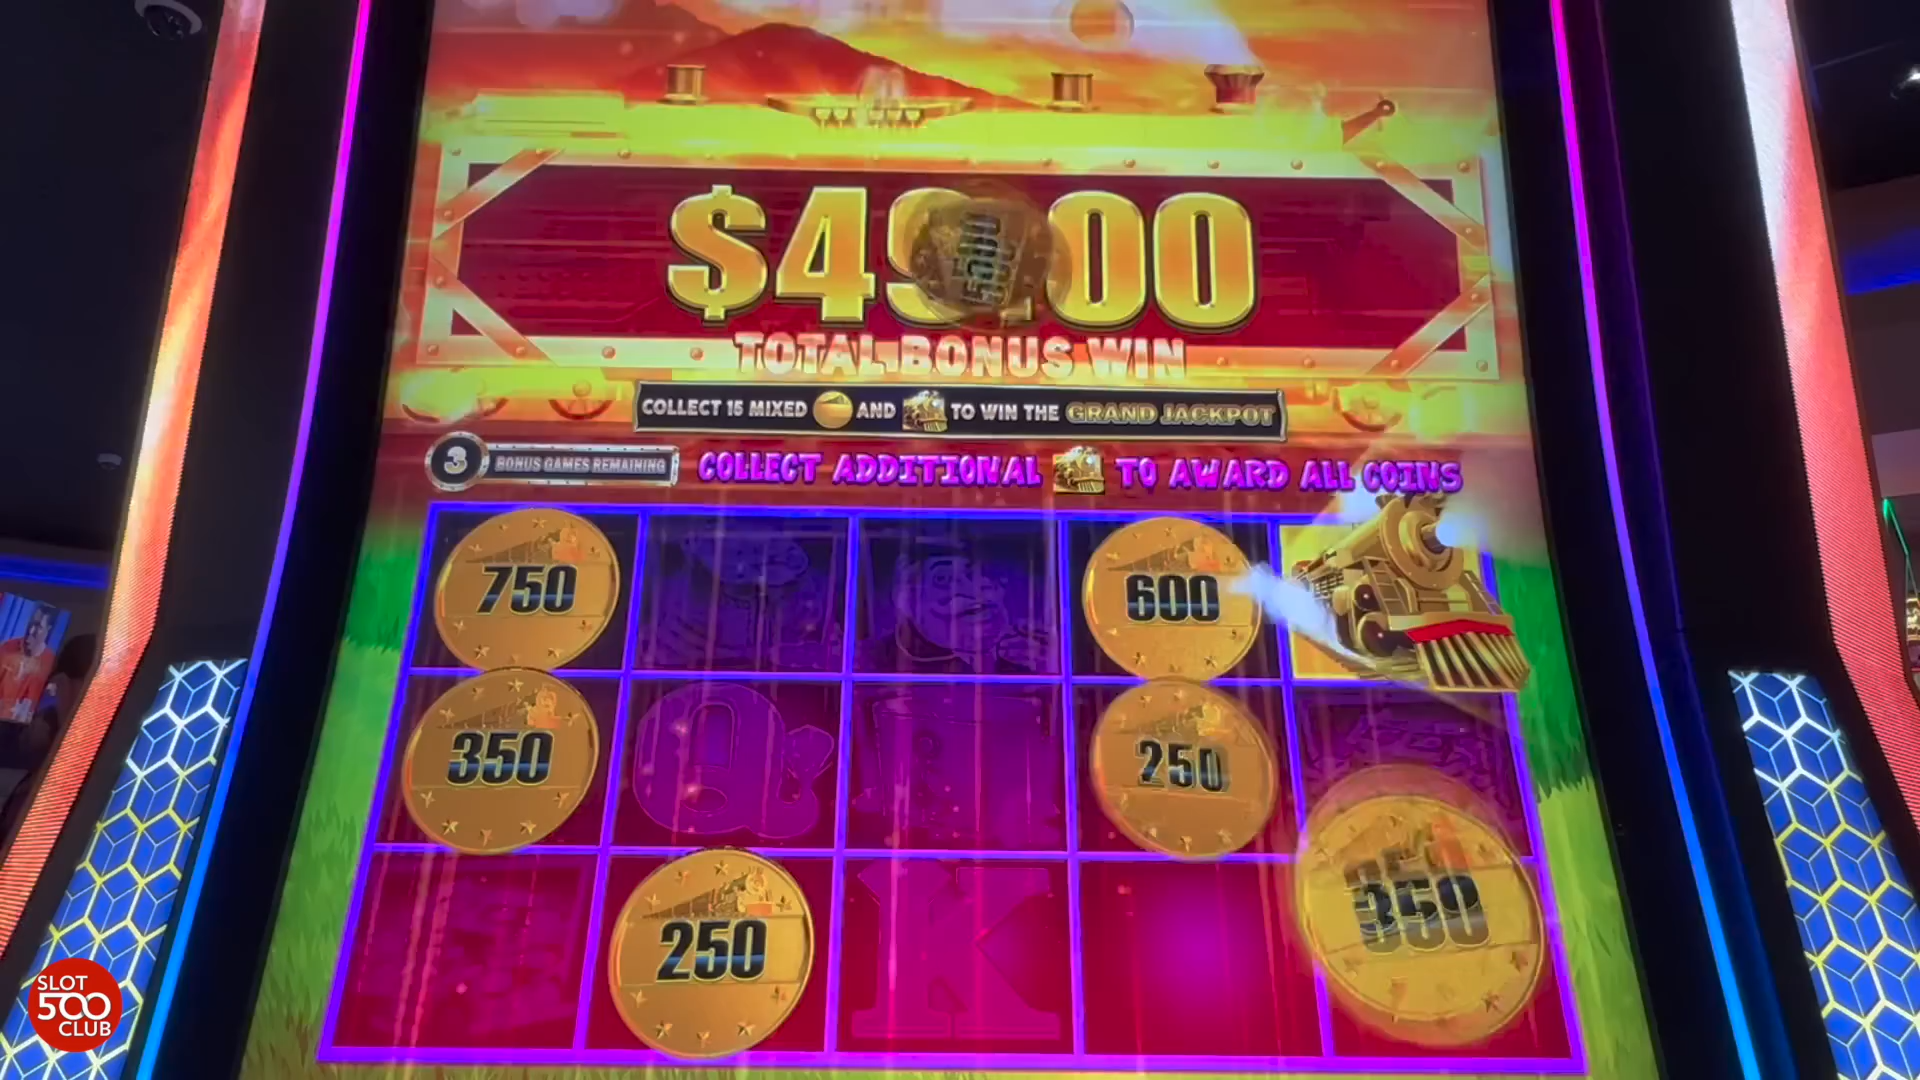 $49.00
TOTAL BONUS WIN
COLLECT 15 MIXED AND TO WIN THE GRAND JACKPOT
3 BONUS GAMES REMAINING
COLLECT ADDITIONAL TO AWARD ALL COINS
750
600
350
250
Q
250
K
350
SLOT
500
CLUB